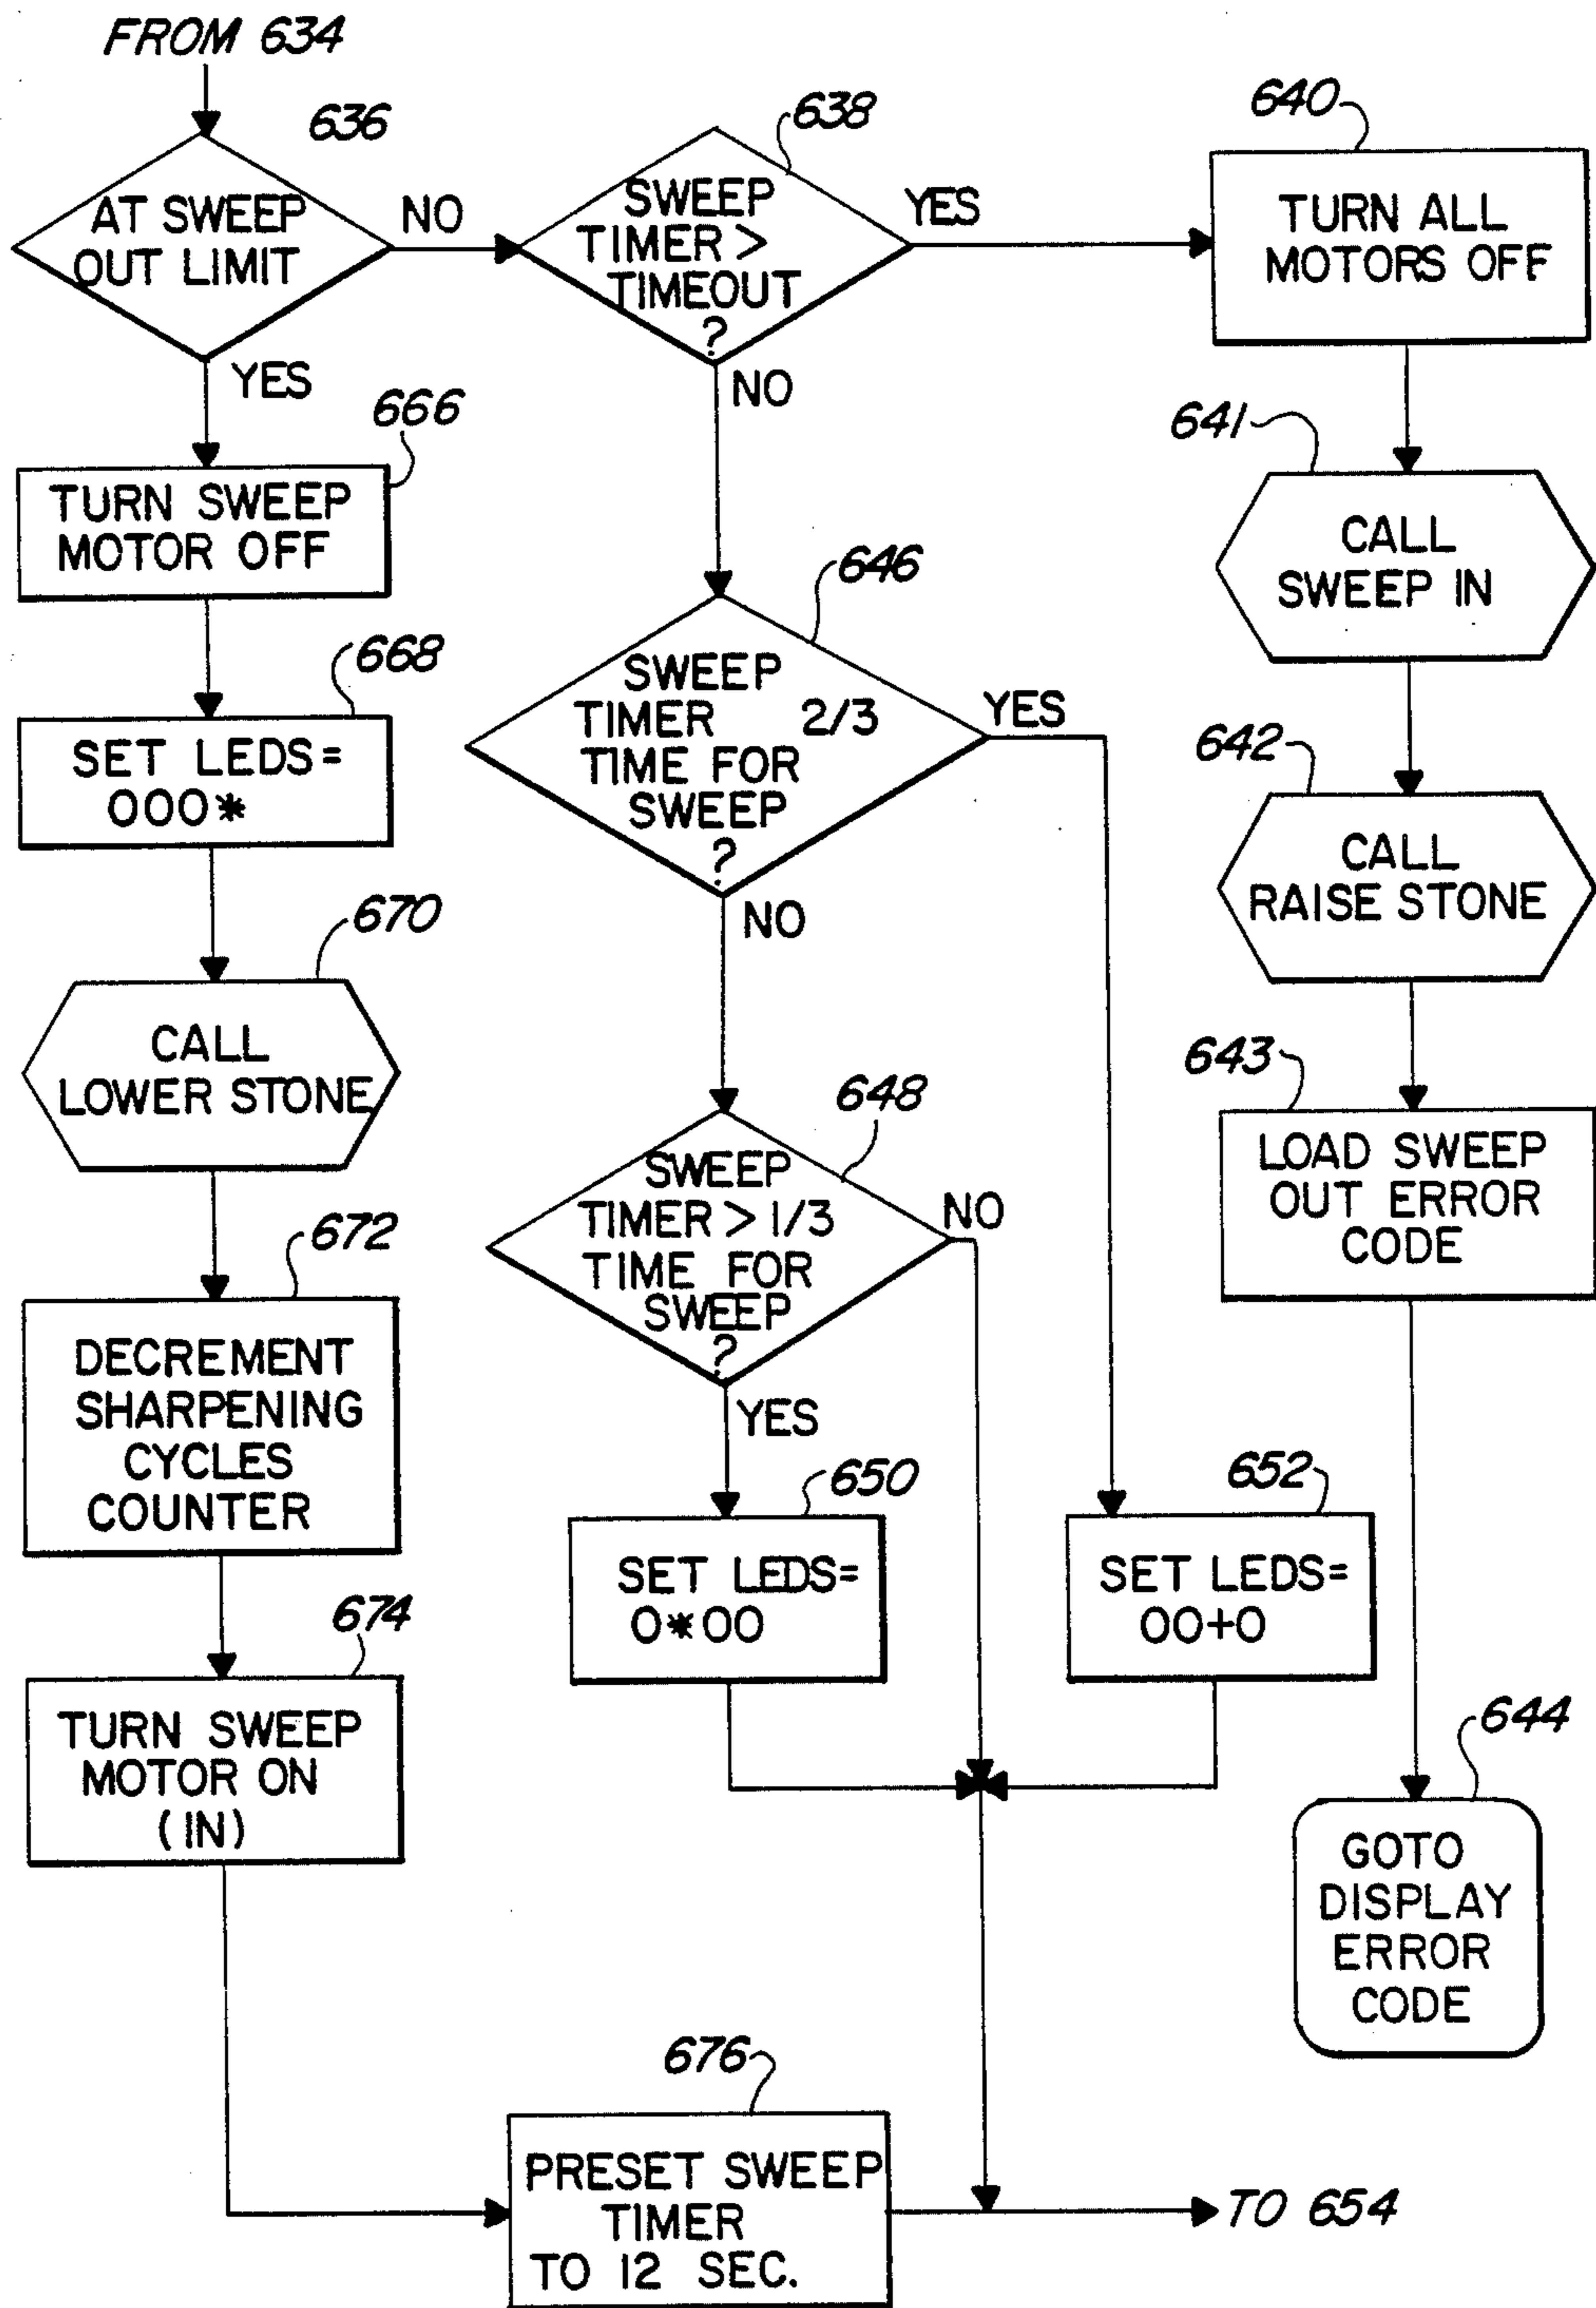 FROM 634
636
AT SWEEP
OUT LIMIT
NO
YES
638
SWEEP
TIMER >
TIMEOUT
?
YES
NO
640
TURN ALL
MOTORS OFF
641
CALL
SWEEP IN
642
CALL
RAISE STONE
643
LOAD SWEEP
OUT ERROR
CODE
644
GOTO
DISPLAY
ERROR
CODE
646
SWEEP
TIMER 2/3
TIME FOR
SWEEP
?
YES
NO
648
SWEEP
TIMER > 1/3
TIME FOR
SWEEP
?
NO
YES
650
SET LEDS=
0*00
652
SET LEDS=
00+0
666
TURN SWEEP
MOTOR OFF
668
SET LEDS=
000*
670
CALL
LOWER STONE
672
DECREMENT
SHARPENING
CYCLES
COUNTER
674
TURN SWEEP
MOTOR ON
(IN)
676
PRESET SWEEP
TIMER
TO 12 SEC.
TO 654